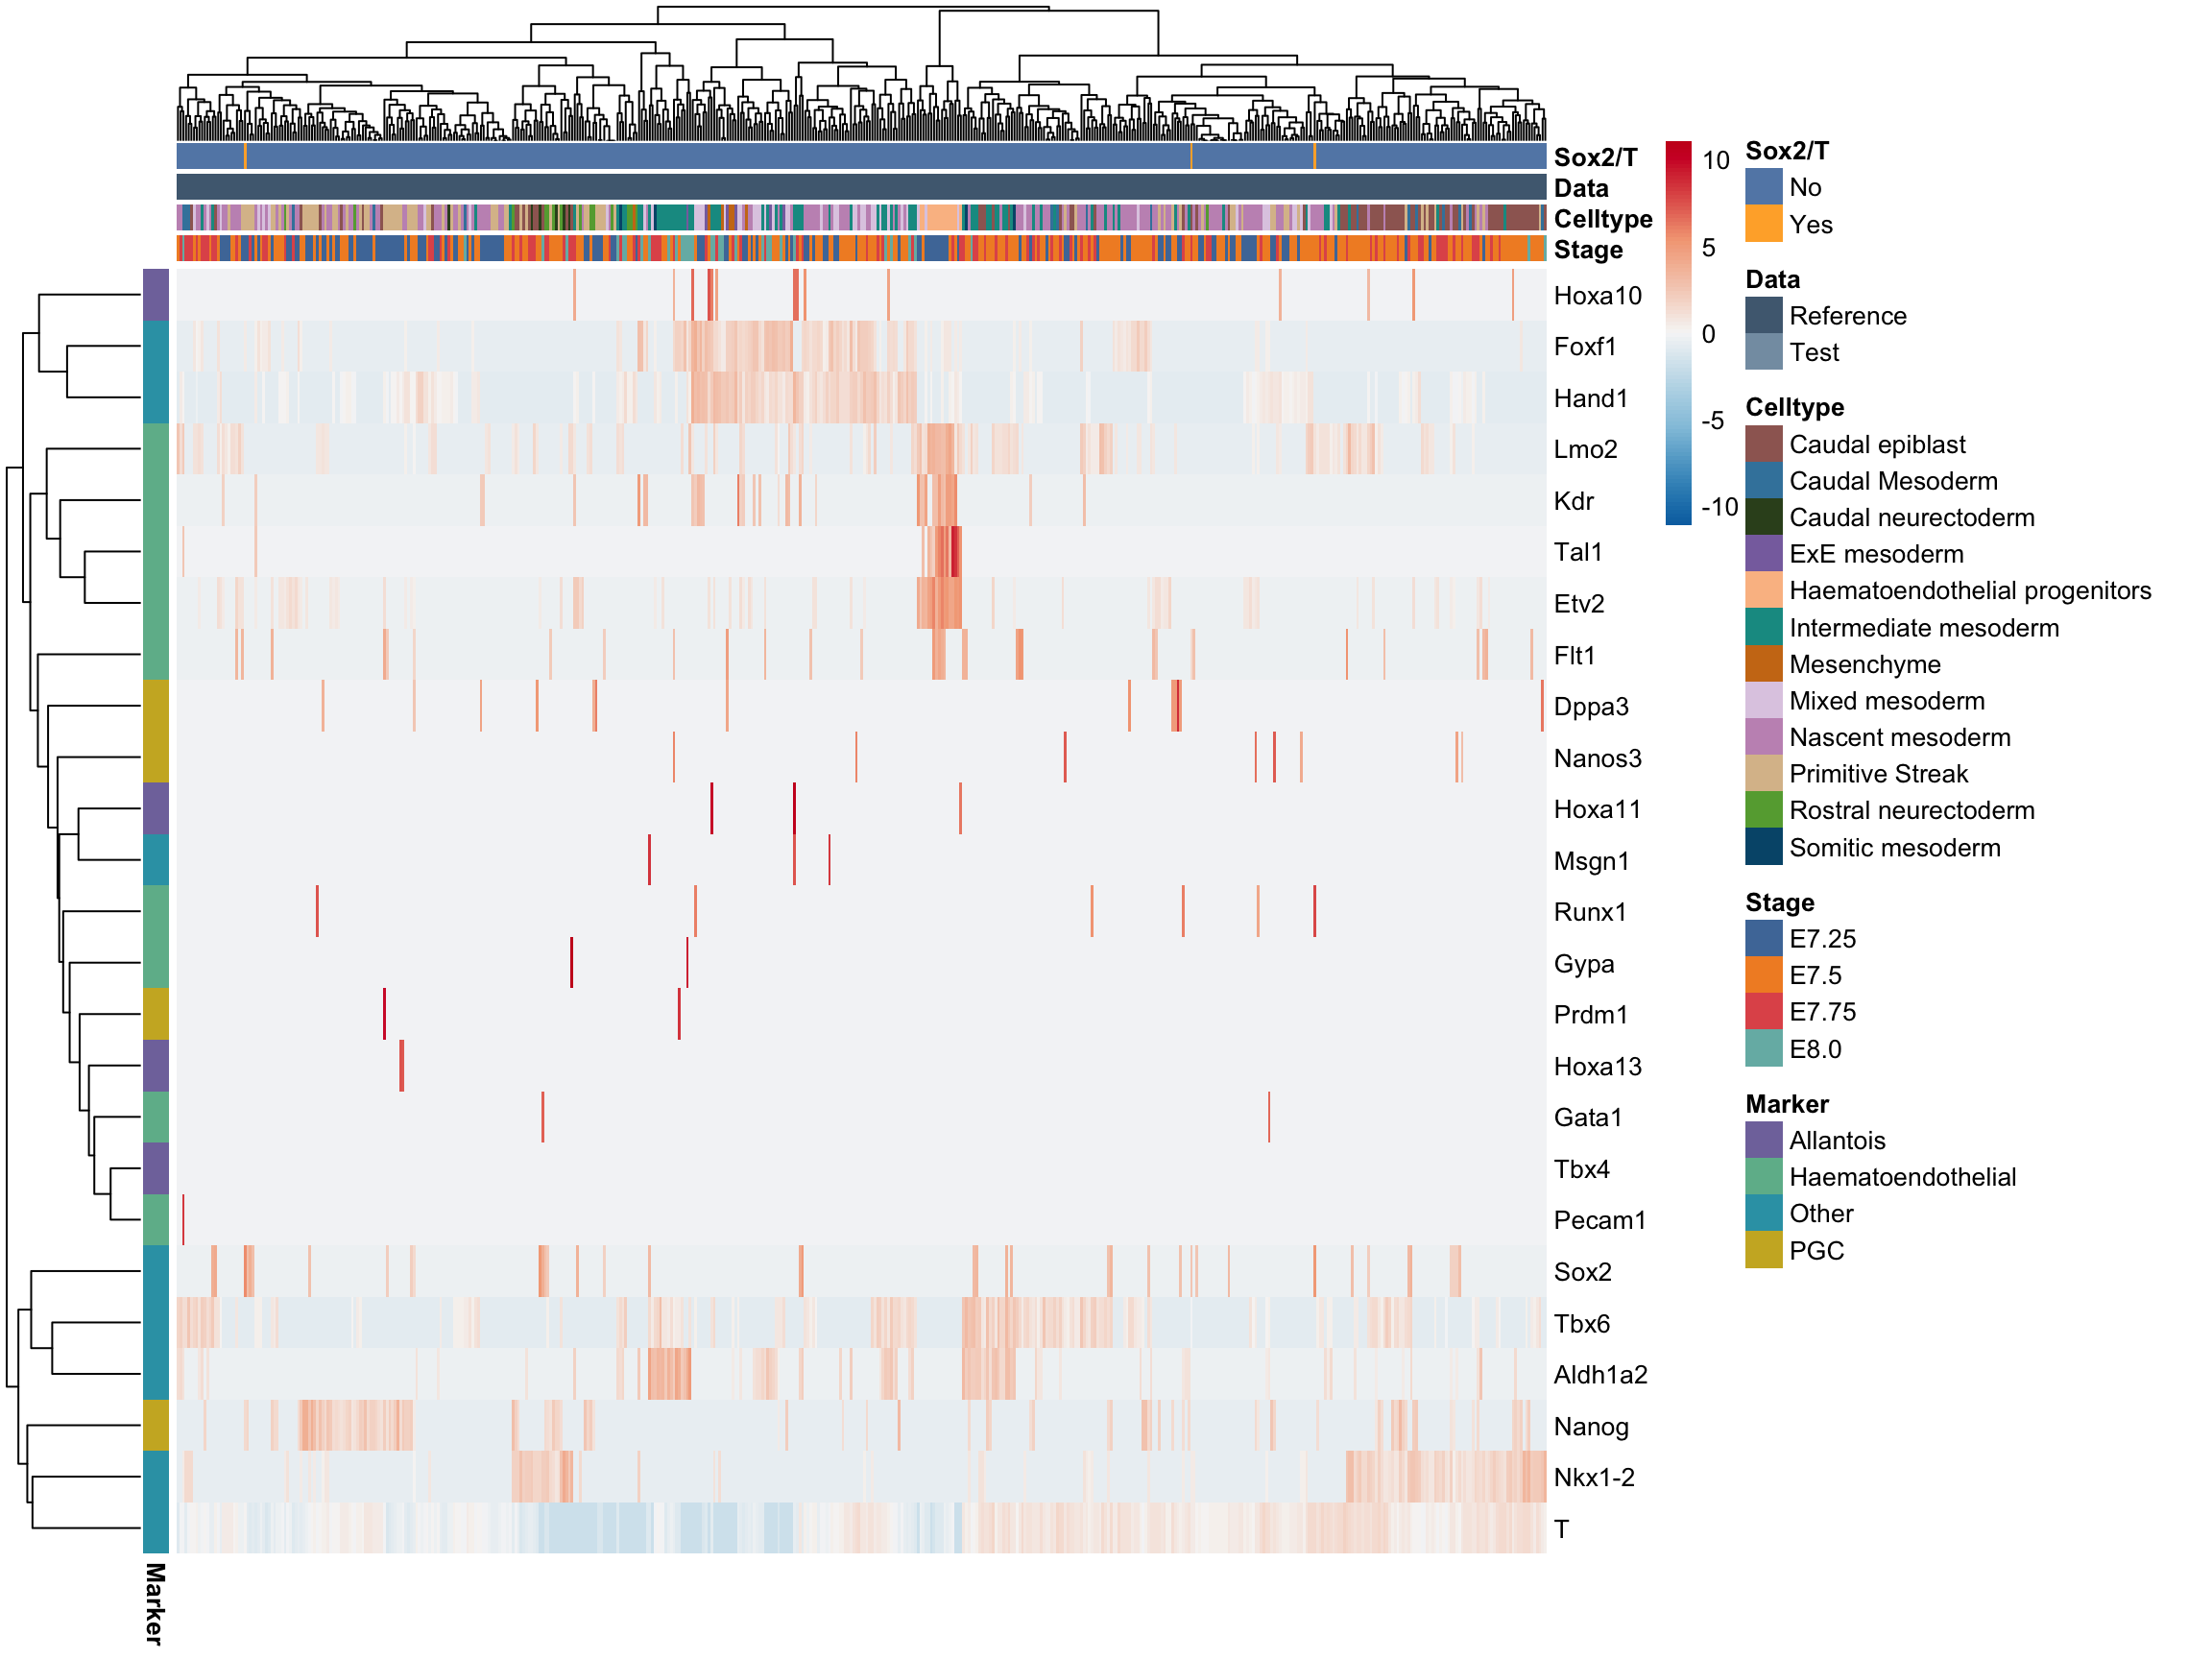 Sox2/T
Data
Celltype
Stage
Hoxa10
Foxf1
Hand1
Lmo2
Kdr
Tal1
Etv2
Flt1
Dppa3
Nanos3
Hoxa11
Msgn1
Runx1
Gypa
Prdm1
Hoxa13
Gata1
Tbx4
Pecam1
Sox2
Tbx6
Aldh1a2
Nanog
Nkx1-2
T
Marker
10
5
0
-5
-10
Sox2/T
No
Yes
Data
Reference
Test
Celltype
Caudal epiblast
Caudal Mesoderm
Caudal neurectoderm
ExE mesoderm
Haematoendothelial progenitors
Intermediate mesoderm
Mesenchyme
Mixed mesoderm
Nascent mesoderm
Primitive Streak
Rostral neurectoderm
Somitic mesoderm
Stage
E7.25
E7.5
E7.75
E8.0
Marker
Allantois
Haematoendothelial
Other
PGC